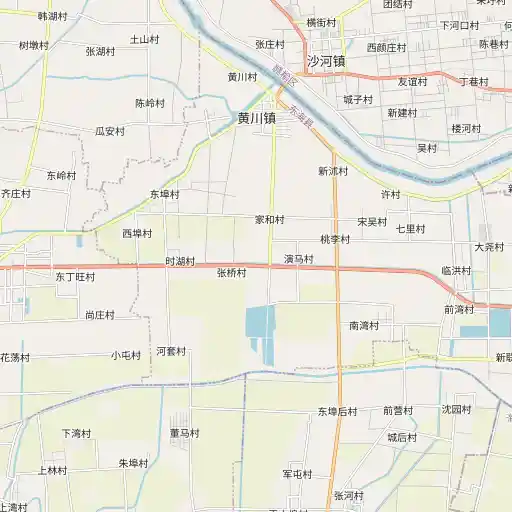 团结村
韩湖村
横街村
下河口村
土山村
树墩村
张湖村
张庄村
西颜庄村
陈巷村
沙河镇
黄川村
赣榆区
友谊村
丁巷村
陈岭村
城子村
新建村
黄川镇
东海县
瓜安村
楼河村
吴村
东岭村
新沭村
齐庄村
东埠村
许村
家和村
宋吴村
西埠村
七里村
桃李村
大尧村
时湖村
演马村
张桥村
临洪村
东丁旺村
前湾村
尚庄村
南湾村
花荡村
小屯村
河套村
新联
东埠后村
前营村
沈园村
下湾村
董马村
城后村
上林村
朱埠村
军屯村
张河村
上湾村